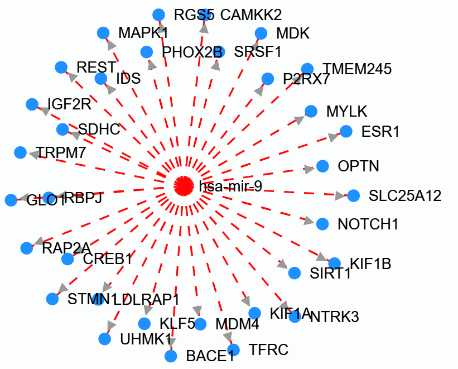 RGS5 CAMKK2
MAPK1
MDK
PHOX2B
SRSF1
REST
IDS
P2RX7
TMEM245
IGF2R
MYLK
SDHC
ESR1
TRPM7
OPTN
hsa-mir-9
GLO1
RBPJ
SLC25A12
NOTCH1
RAP2A
CREB1
SIRT1
KIF1B
STMN1
LDLRAP1
KLF5
MDM4
KIF1A
NTRK3
UHMK1
BACE1
TFRC